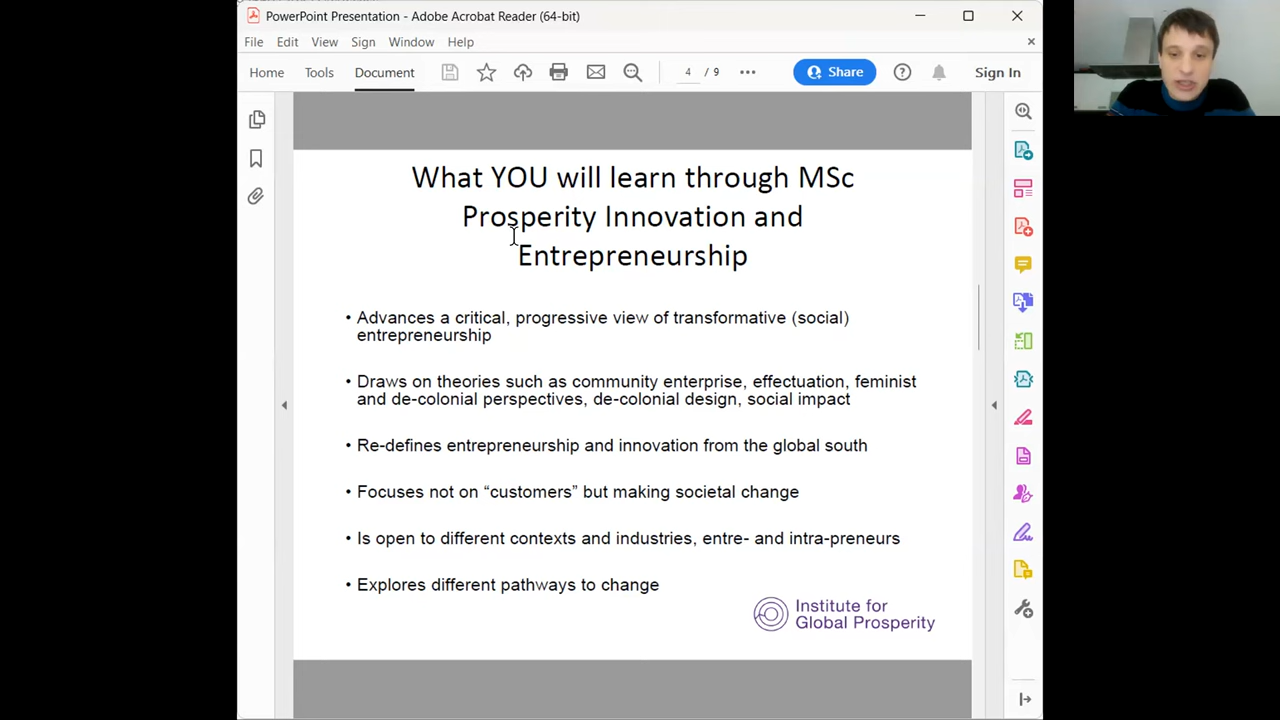 PowerPoint Presentation - Adobe Acrobat Reader (64-bit)
File Edit View Sign Window Help
Home Tools Document 4 / 9 Share Sign In
What YOU will learn through MSc
Prosperity Innovation and
Entrepreneurship
• Advances a critical, progressive view of transformative (social)
entrepreneurship
• Draws on theories such as community enterprise, effectuation, feminist
and de-colonial perspectives, de-colonial design, social impact
• Re-defines entrepreneurship and innovation from the global south
• Focuses not on “customers” but making societal change
• Is open to different contexts and industries, entre- and intra-preneurs
• Explores different pathways to change
Institute for
Global Prosperity